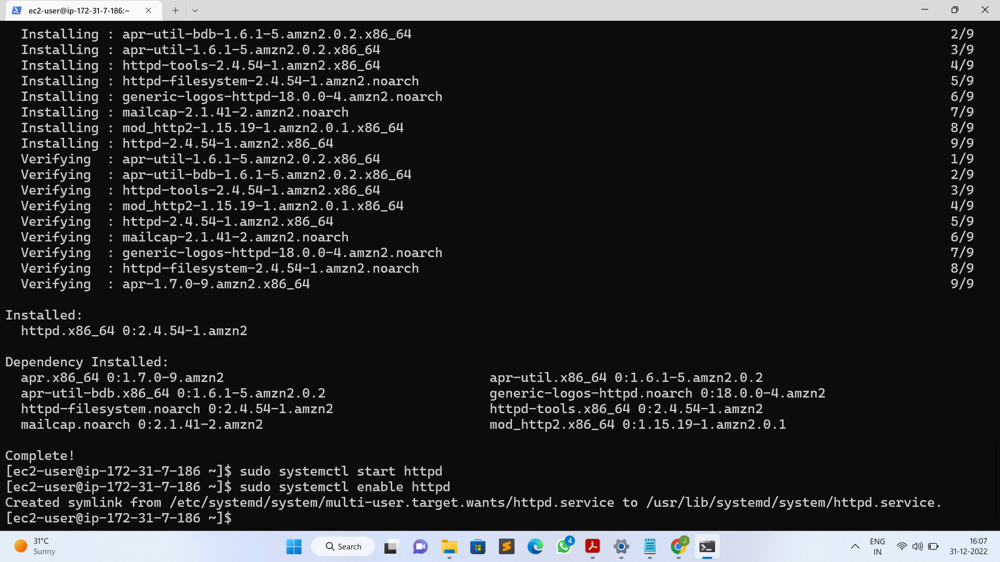 ec2-user@ip-172-31-7-186:~
Installing : apr-util-bdb-1.6.1-5.amzn2.0.2.x86_64 2/9
Installing : apr-util-1.6.1-5.amzn2.0.2.x86_64 3/9
Installing : httpd-tools-2.4.54-1.amzn2.x86_64 4/9
Installing : httpd-filesystem-2.4.54-1.amzn2.noarch 5/9
Installing : generic-logos-httpd-18.0.0-4.amzn2.noarch 6/9
Installing : mailcap-2.1.41-2.amzn2.noarch 7/9
Installing : mod_http2-1.15.19-1.amzn2.0.1.x86_64 8/9
Installing : httpd-2.4.54-1.amzn2.x86_64 9/9
Verifying : apr-util-1.6.1-5.amzn2.0.2.x86_64 1/9
Verifying : apr-util-bdb-1.6.1-5.amzn2.0.2.x86_64 2/9
Verifying : httpd-tools-2.4.54-1.amzn2.x86_64 3/9
Verifying : mod_http2-1.15.19-1.amzn2.0.1.x86_64 4/9
Verifying : httpd-2.4.54-1.amzn2.x86_64 5/9
Verifying : mailcap-2.1.41-2.amzn2.noarch 6/9
Verifying : generic-logos-httpd-18.0.0-4.amzn2.noarch 7/9
Verifying : httpd-filesystem-2.4.54-1.amzn2.noarch 8/9
Verifying : apr-1.7.0-9.amzn2.x86_64 9/9
Installed:
httpd.x86_64 0:2.4.54-1.amzn2
Dependency Installed:
apr.x86_64 0:1.7.0-9.amzn2 apr-util.x86_64 0:1.6.1-5.amzn2.0.2
apr-util-bdb.x86_64 0:1.6.1-5.amzn2.0.2 generic-logos-httpd.noarch 0:18.0.0-4.amzn2
httpd-filesystem.noarch 0:2.4.54-1.amzn2 httpd-tools.x86_64 0:2.4.54-1.amzn2
mailcap.noarch 0:2.1.41-2.amzn2 mod_http2.x86_64 0:1.15.19-1.amzn2.0.1
Complete!
[ec2-user@ip-172-31-7-186 ~]$ sudo systemctl start httpd
[ec2-user@ip-172-31-7-186 ~]$ sudo systemctl enable httpd
Created symlink from /etc/systemd/system/multi-user.target.wants/httpd.service to /usr/lib/systemd/system/httpd.service.
[ec2-user@ip-172-31-7-186 ~]$
31°C
Sunny
Search
4
J
ENG
IN
16:07
31-12-2022